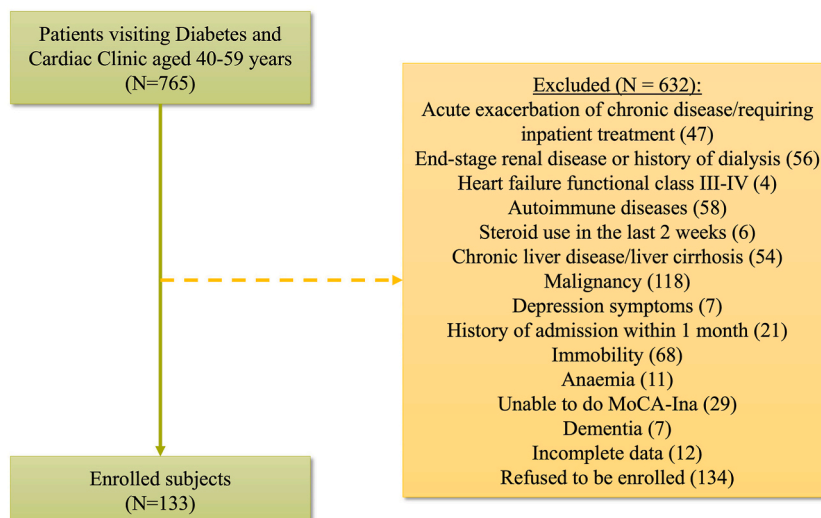 Patients visiting Diabetes and
Cardiac Clinic aged 40-59 years
(N=765)
Excluded (N = 632):
Acute exacerbation of chronic disease/requiring
inpatient treatment (47)
End-stage renal disease or history of dialysis (56)
Heart failure functional class III-IV (4)
Autoimmune diseases (58)
Steroid use in the last 2 weeks (6)
Chronic liver disease/liver cirrhosis (54)
Malignancy (118)
Depression symptoms (7)
History of admission within 1 month (21)
Immobility (68)
Anaemia (11)
Unable to do MoCA-Ina (29)
Dementia (7)
Incomplete data (12)
Refused to be enrolled (134)
Enrolled subjects
(N=133)